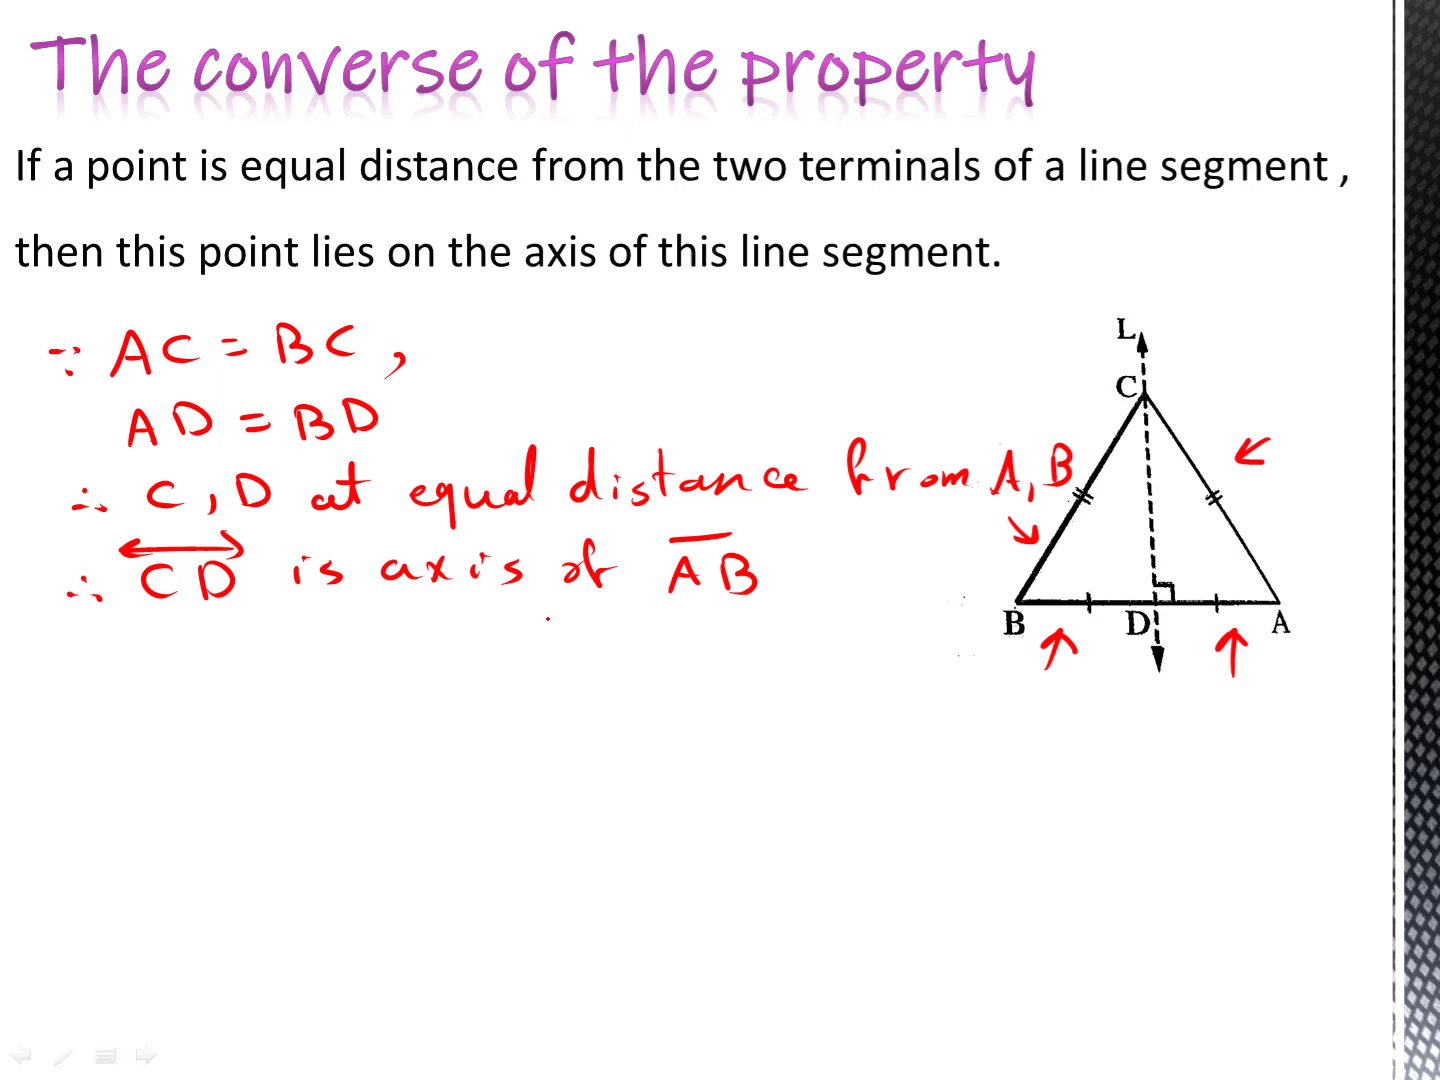 The converse of the property
If a point is equal distance from the two terminals of a line segment ,
then this point lies on the axis of this line segment.
∵ AC = BC ,
AD = BD
∴ C , D at equal distance from A, B
∴ CD is axis of AB
L
C
B
D
A